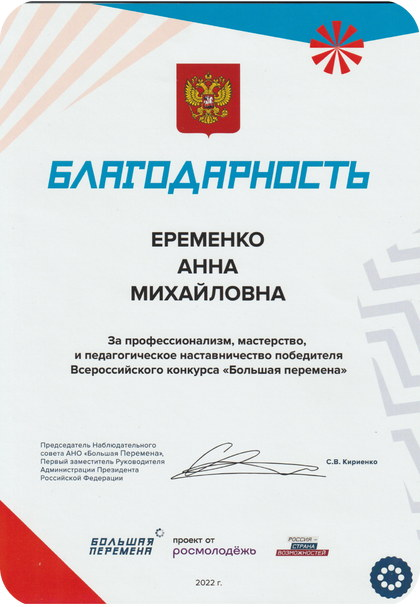 БЛАГОДАРНОСТЬ
ЕРЕМЕНКО
АННА
МИХАЙЛОВНА
За профессионализм, мастерство,
и педагогическое наставничество победителя
Всероссийского конкурса «Большая перемена»
Председатель Наблюдательного
совета АНО «Большая Перемена»,
Первый заместитель Руководителя
Администрации Президента
Российской Федерации
С.В. Кириенко
БОЛЬШАЯ
ПЕРЕМЕНА
проект от
росмолодёжь
РОССИЯ –
СТРАНА
ВОЗМОЖНОСТЕЙ
2022 г.